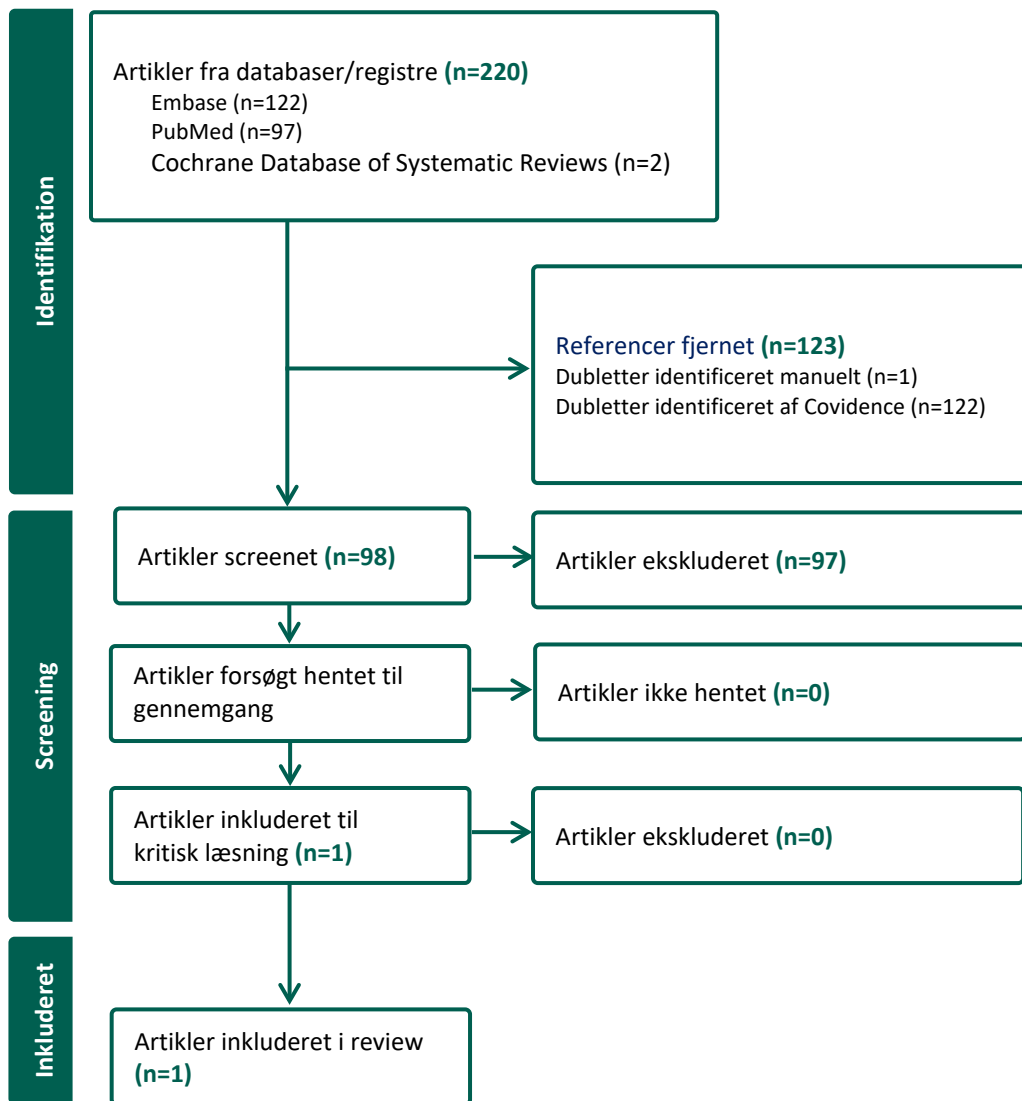 Identifikation
Artikler fra databaser/registre (n=220)
Embase (n=122)
PubMed (n=97)
Cochrane Database of Systematic Reviews (n=2)
Referencer fjernet (n=123)
Dubletter identificeret manuelt (n=1)
Dubletter identificeret af Covidence (n=122)
Screening
Artikler screenet (n=98)
Artikler ekskluderet (n=97)
Artikler forsøgt hentet til
gennemgang
Artikler ikke hentet (n=0)
Artikler inkluderet til
kritisk læsning (n=1)
Artikler ekskluderet (n=0)
Inkluderet
Artikler inkluderet i review
(n=1)